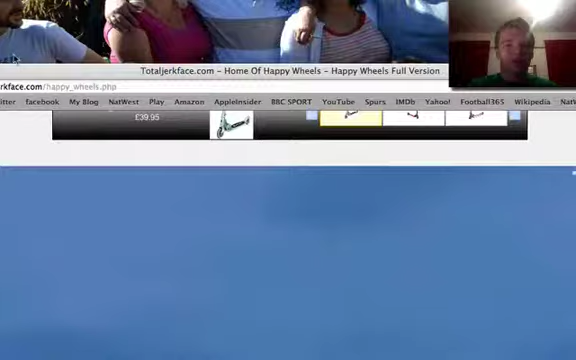 Totaljerkface.com - Home Of Happy Wheels - Happy Wheels Full Version
rkface.com/happy_wheels.php
itter facebook My Blog NatWest Play Amazon AppleInsider BBC SPORT YouTube Spurs IMDb Yahoo! Football365 Wikipedia NatW
£39.95